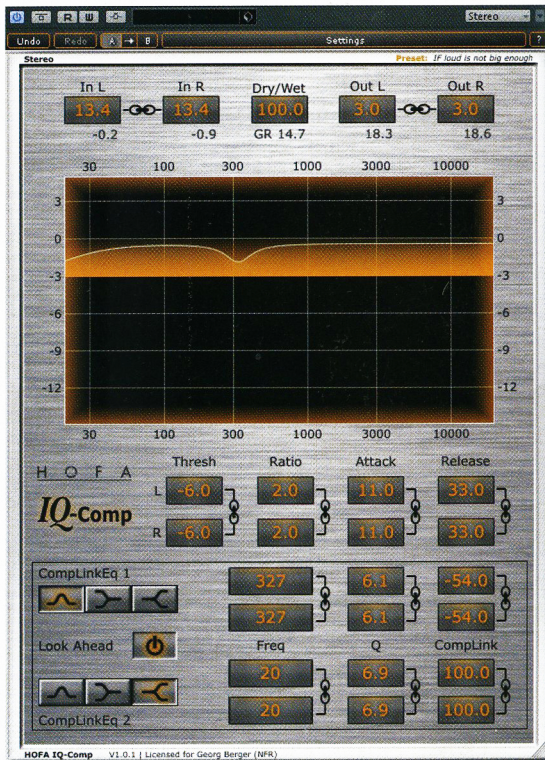 R W Stereo
Undo Redo A → B Settings ?
Stereo Preset: IF loud is not big enough
In L In R Dry/Wet Out L Out R
13.4 13.4 100.0 3.0 3.0
-0.2 -0.9 GR 14.7 18.3 18.6
30 100 300 1000 3000 10000
3 3
0 0
-3 -3
-6 -6
-9 -9
-12 -12
30 100 300 1000 3000 10000
HOFA
IQ-Comp
Thresh Ratio Attack Release
L -6.0 2.0 11.0 33.0
R -6.0 2.0 11.0 33.0
CompLinkEq 1
327 6.1 -54.0
327 6.1 -54.0
Look Ahead Freq Q CompLink
20 6.9 100.0
20 6.9 100.0
CompLinkEq 2
HOFA IQ-Comp V1.0.1 | Licensed for Georg Berger (NFR)